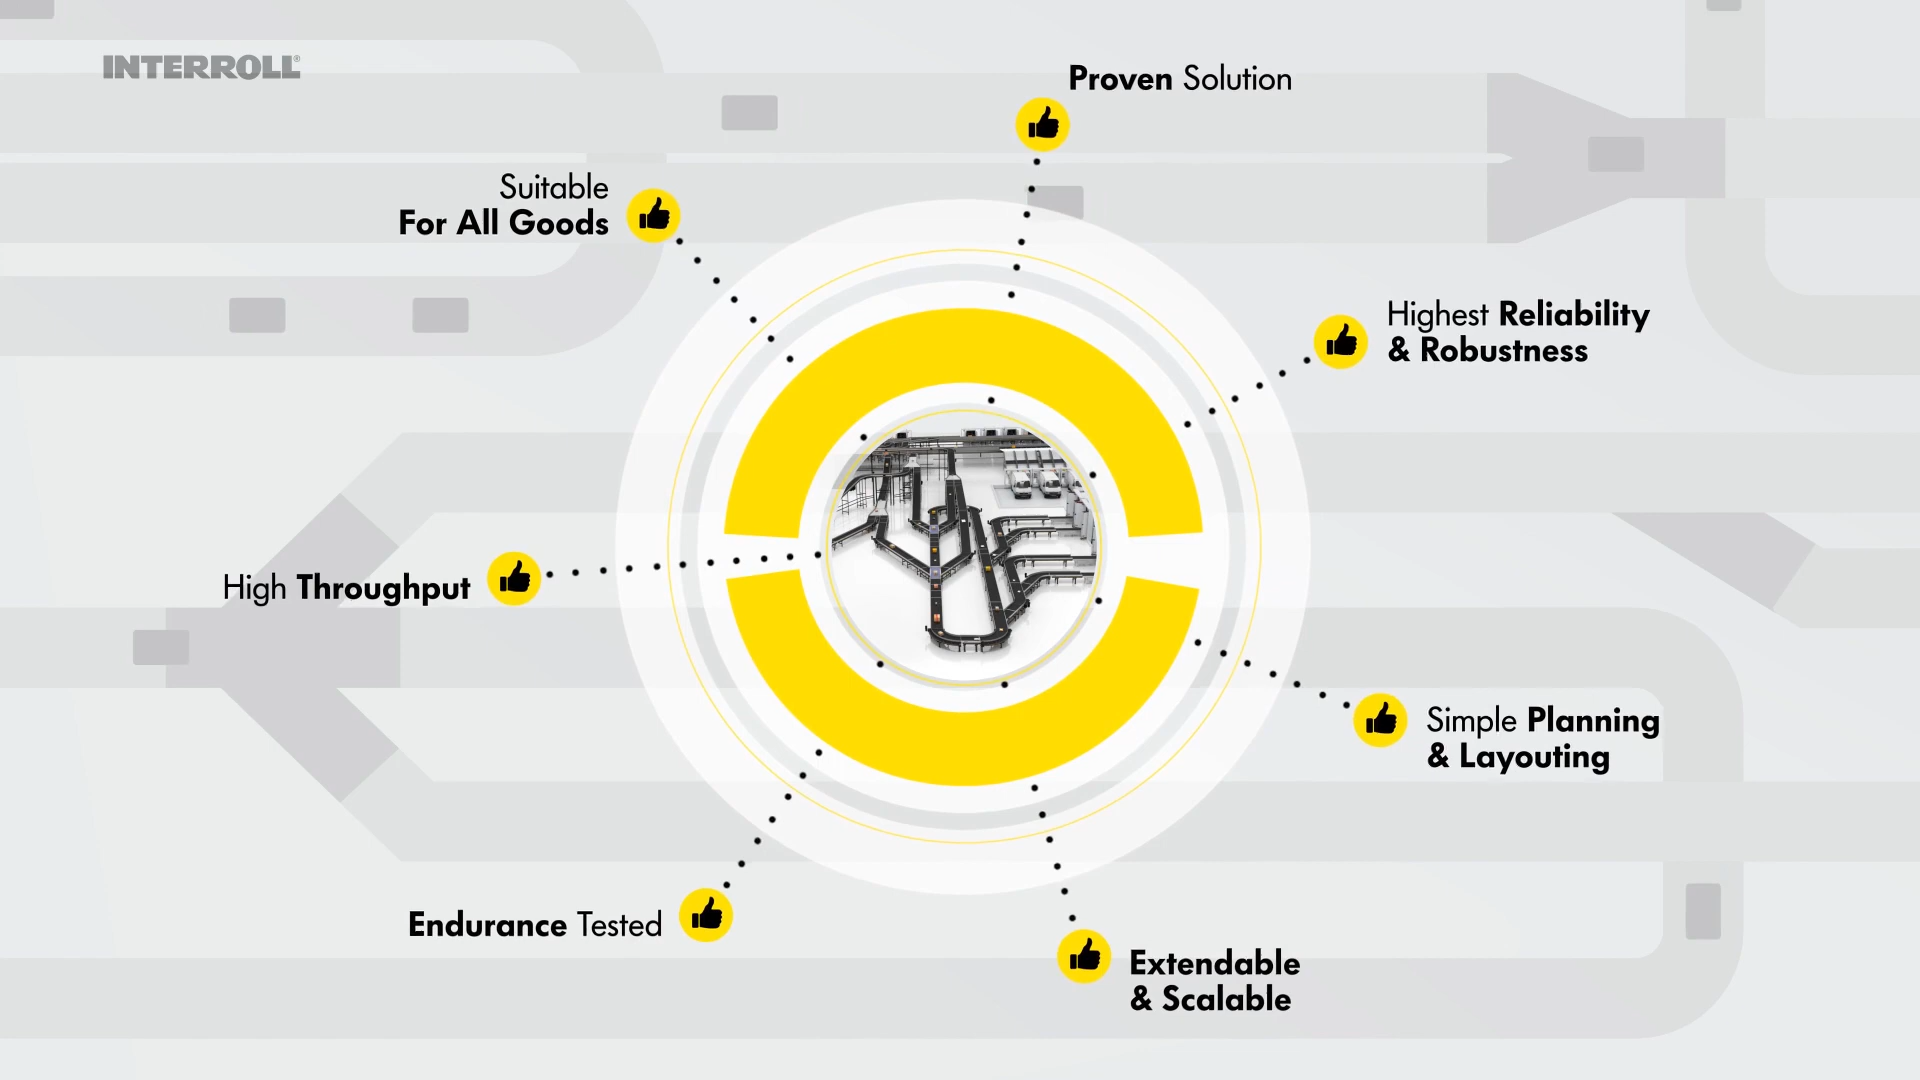 INTERROLL®
Proven Solution
Suitable
For All Goods
Highest Reliability
& Robustness
High Throughput
Simple Planning
& Layouting
Endurance Tested
Extendable
& Scalable